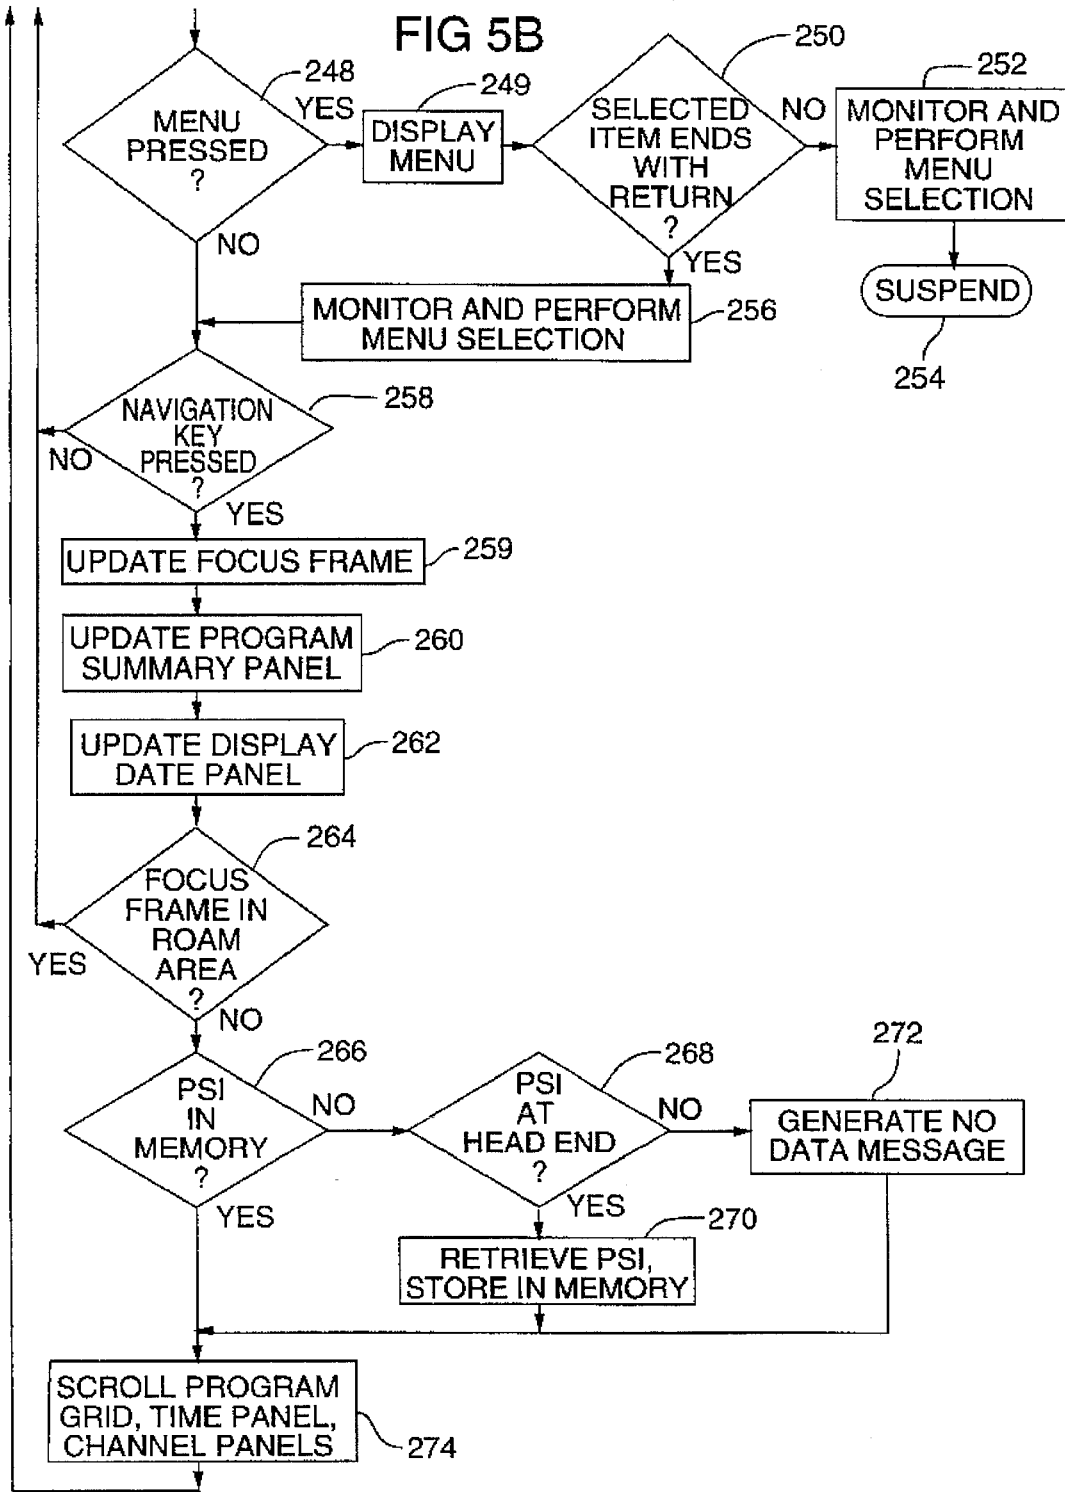 FIG 5B
248
MENU
PRESSED
?
YES
NO
249
DISPLAY
MENU
250
SELECTED
ITEM ENDS
WITH
RETURN
?
NO
YES
252
MONITOR AND
PERFORM
MENU
SELECTION
SUSPEND
254
MONITOR AND PERFORM
MENU SELECTION
256
258
NAVIGATION
KEY
PRESSED
?
NO
YES
UPDATE FOCUS FRAME
259
UPDATE PROGRAM
SUMMARY PANEL
260
UPDATE DISPLAY
DATE PANEL
262
264
FOCUS
FRAME IN
ROAM
AREA
?
YES
NO
266
PSI
IN
MEMORY
?
NO
YES
268
PSI
AT
HEAD END
?
NO
YES
272
GENERATE NO
DATA MESSAGE
270
RETRIEVE PSI,
STORE IN MEMORY
SCROLL PROGRAM
GRID, TIME PANEL,
CHANNEL PANELS
274